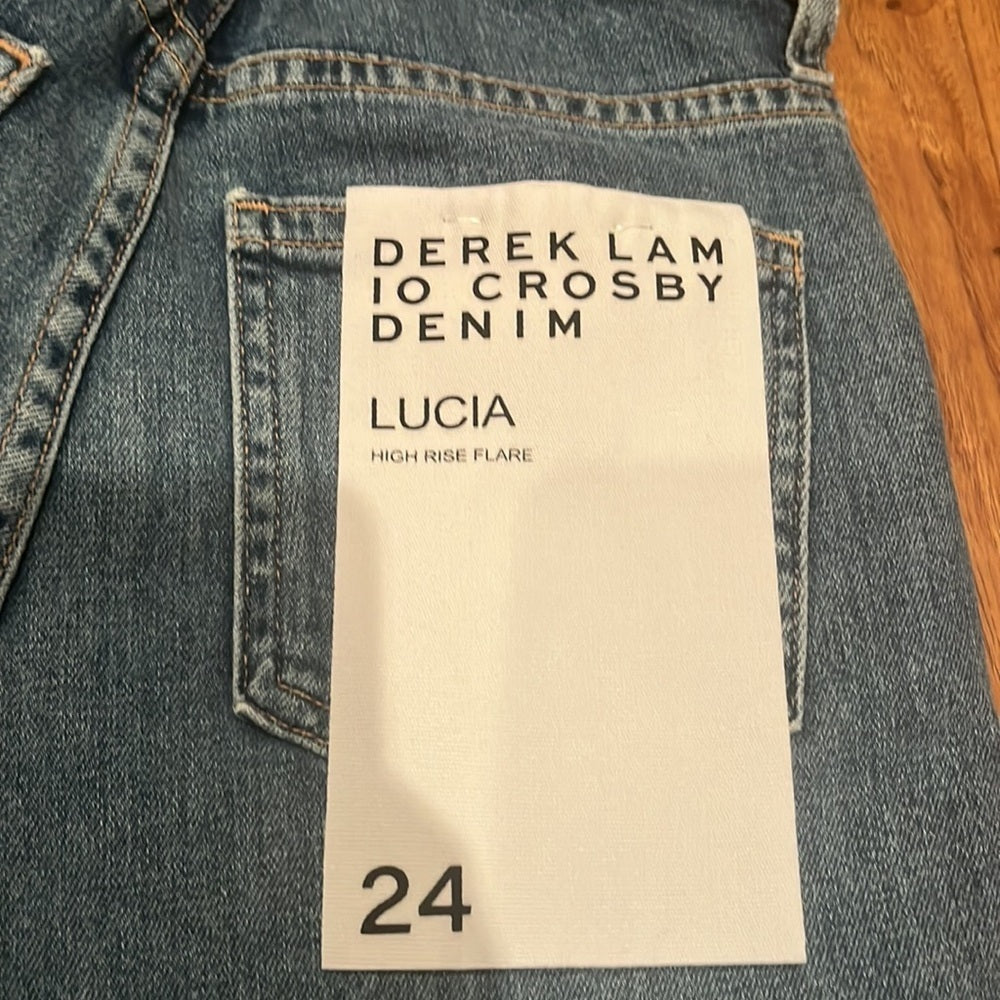 DEREK LAM
10 CROSBY
DENIM
LUCIA
HIGH RISE FLARE
24